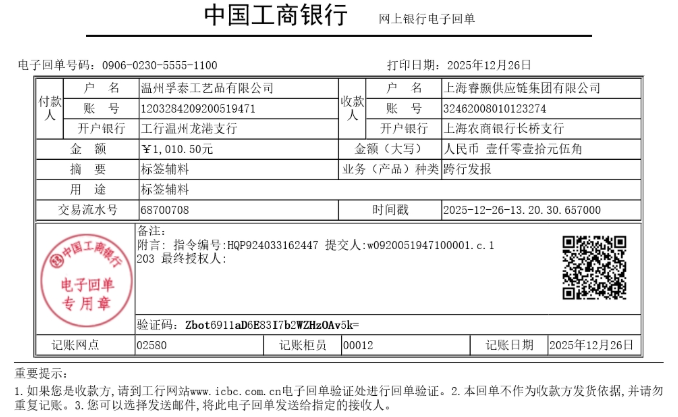 中国工商银行 网上银行电子回单
电子回单号码: 0906-0230-5555-1100 打印日期: 2025年12月26日
付款人 户 名 温州孚泰工艺品有限公司 收款人 户 名 上海睿颢供应链集团有限公司
账 号 1203284209200519471 账 号 32462008010123274
开户银行 工行温州龙港支行 开户银行 上海农商银行长桥支行
金 额 ¥1,010.50元 金额（大写） 人民币 壹仟零壹拾元伍角
摘 要 标签辅料 业务（产品）种类 跨行发报
用 途 标签辅料
交易流水号 68700708 时间戳 2025-12-26-13.20.30.657000
备注:
附言: 指令编号:HQP924033162447 提交人:w0920051947100001.c.1
203 最终授权人:
中国工商银行
电子回单
专用章
验证码: Zbot6911aD6E83I7b2WZHzOAv5k=
记账网点 02580 记账柜员 00012 记账日期 2025年12月26日
重要提示:
1.如果您是收款方,请到工行网站www.icbc.com.cn电子回单验证处进行回单验证。2.本回单不作为收款方发货依据,并请勿
重复记账。3.您可以选择发送邮件,将此电子回单发送给指定的接收人。